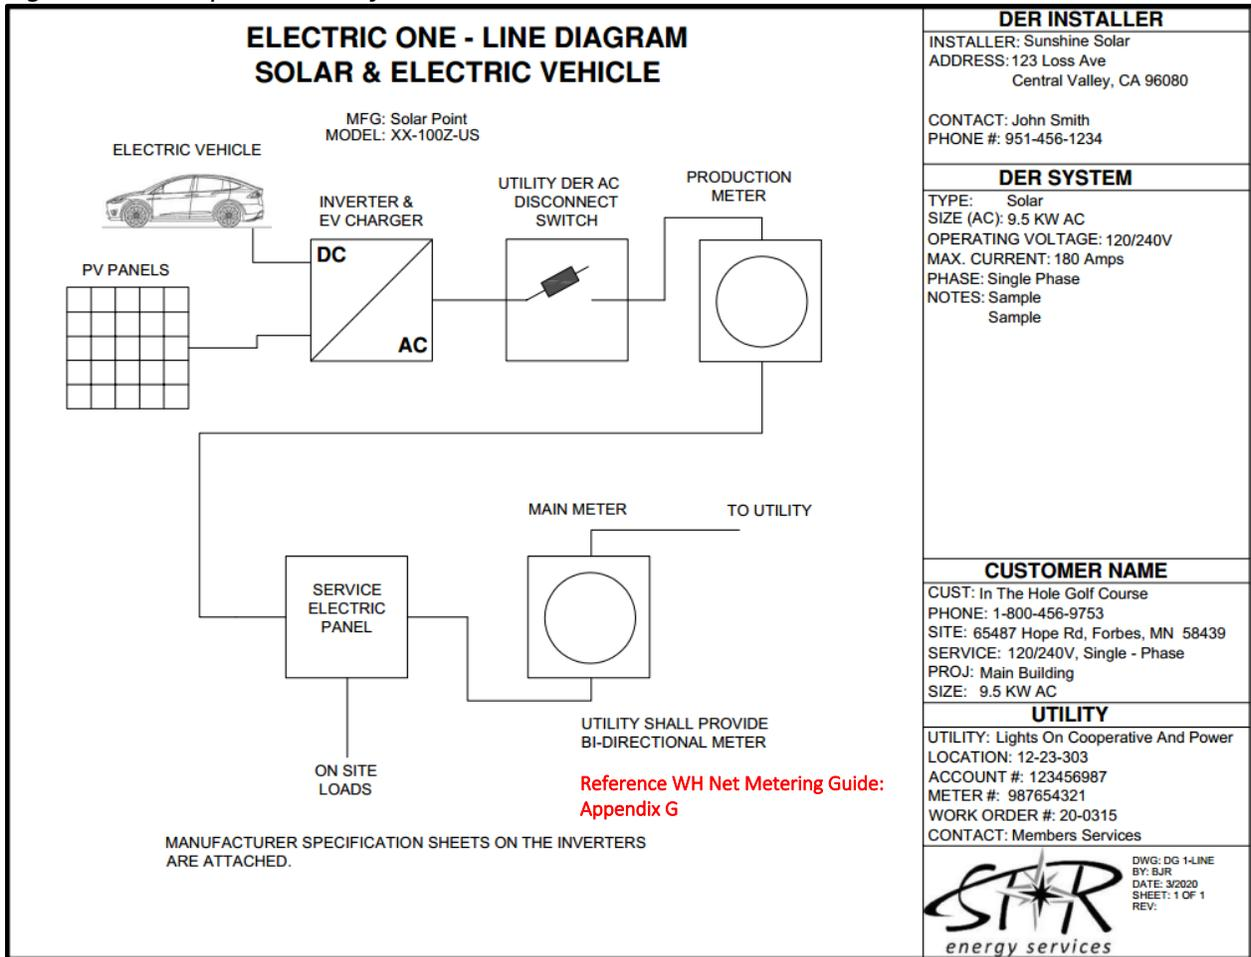 ELECTRIC ONE - LINE DIAGRAM
SOLAR & ELECTRIC VEHICLE
MFG: Solar Point
MODEL: XX-100Z-US
ELECTRIC VEHICLE
INVERTER &
EV CHARGER
UTILITY DER AC
DISCONNECT
SWITCH
PRODUCTION
METER
DC
AC
PV PANELS
MAIN METER
TO UTILITY
SERVICE
ELECTRIC
PANEL
UTILITY SHALL PROVIDE
BI-DIRECTIONAL METER
ON SITE
LOADS
Reference WH Net Metering Guide:
Appendix G
MANUFACTURER SPECIFICATION SHEETS ON THE INVERTERS
ARE ATTACHED.
DER INSTALLER
INSTALLER: Sunshine Solar
ADDRESS: 123 Loss Ave
Central Valley, CA 96080
CONTACT: John Smith
PHONE #: 951-456-1234
DER SYSTEM
TYPE: Solar
SIZE (AC): 9.5 KW AC
OPERATING VOLTAGE: 120/240V
MAX. CURRENT: 180 Amps
PHASE: Single Phase
NOTES: Sample
Sample
CUSTOMER NAME
CUST: In The Hole Golf Course
PHONE: 1-800-456-9753
SITE: 65487 Hope Rd, Forbes, MN 58439
SERVICE: 120/240V, Single - Phase
PROJ: Main Building
SIZE: 9.5 KW AC
UTILITY
UTILITY: Lights On Cooperative And Power
LOCATION: 12-23-303
ACCOUNT #: 123456987
METER #: 987654321
WORK ORDER #: 20-0315
CONTACT: Members Services
STAR
energy services
DWG: DG 1-LINE
BY: BJR
DATE: 3/2020
SHEET: 1 OF 1
REV: